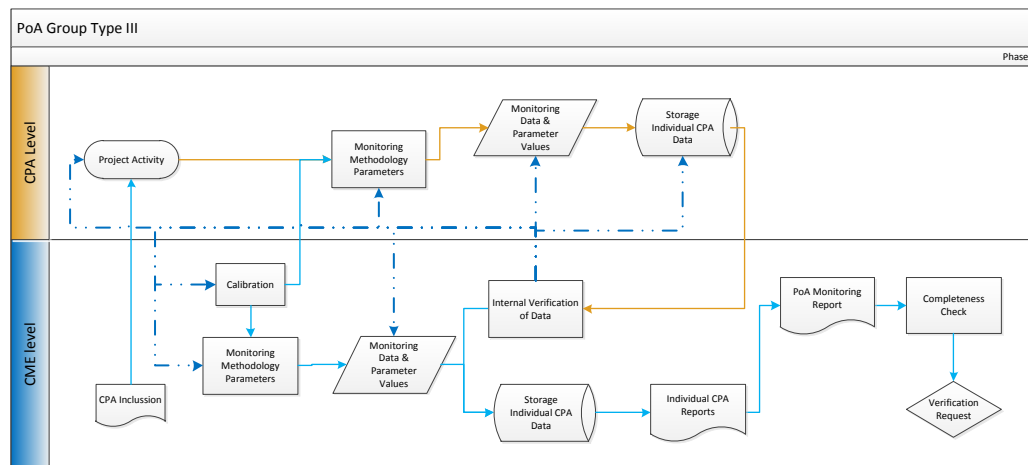 PoA Group Type III
Phase
CPA Level
Project Activity
Monitoring
Methodology
Parameters
Monitoring
Data &
Parameter
Values
Storage
Individual CPA
Data
CME level
CPA Inclussion
Calibration
Monitoring
Methodology
Parameters
Monitoring
Data &
Parameter
Values
Internal Verification
of Data
Storage
Individual CPA
Data
Individual CPA
Reports
PoA Monitoring
Report
Completeness
Check
Verification
Request